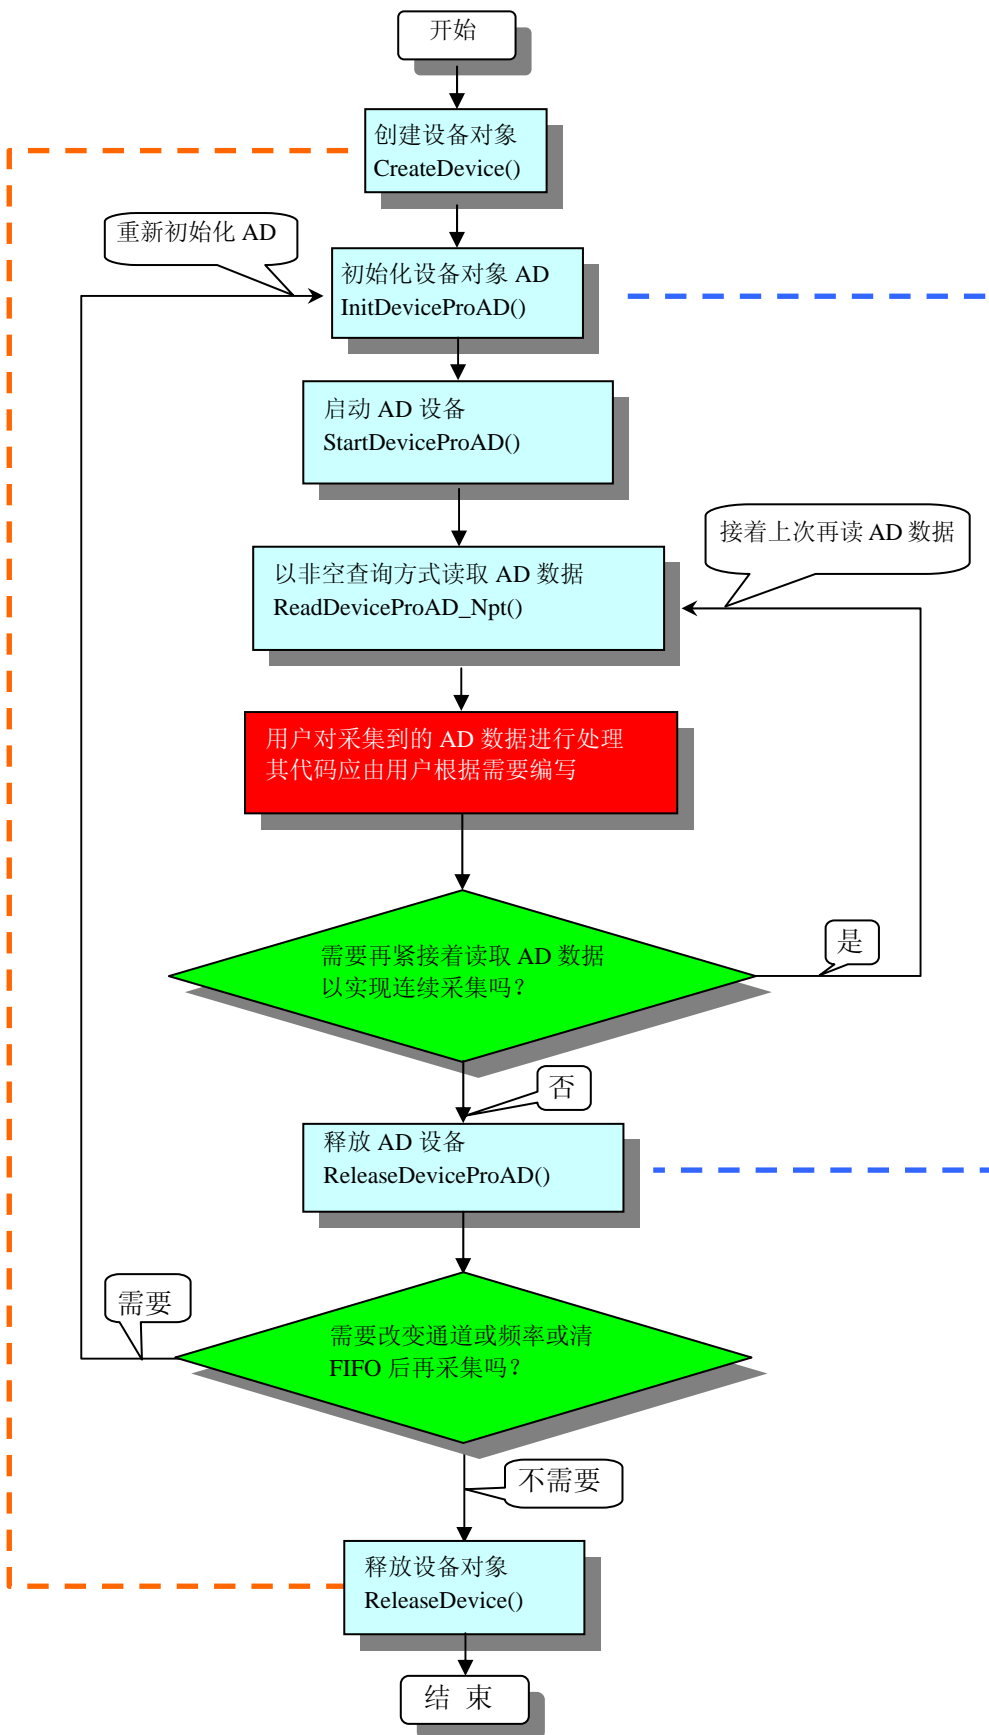 开始
创建设备对象
CreateDevice()
重新初始化 AD
初始化设备对象 AD
InitDeviceProAD()
启动 AD 设备
StartDeviceProAD()
接着上次再读 AD 数据
以非空查询方式读取 AD 数据
ReadDeviceProAD_Npt()
用户对采集到的 AD 数据进行处理
其代码应由用户根据需要编写
需要再紧接着读取 AD 数据
以实现连续采集吗？
是
否
释放 AD 设备
ReleaseDeviceProAD()
需要
需要改变通道或频率或清
FIFO 后再采集吗？
不需要
释放设备对象
ReleaseDevice()
结 束